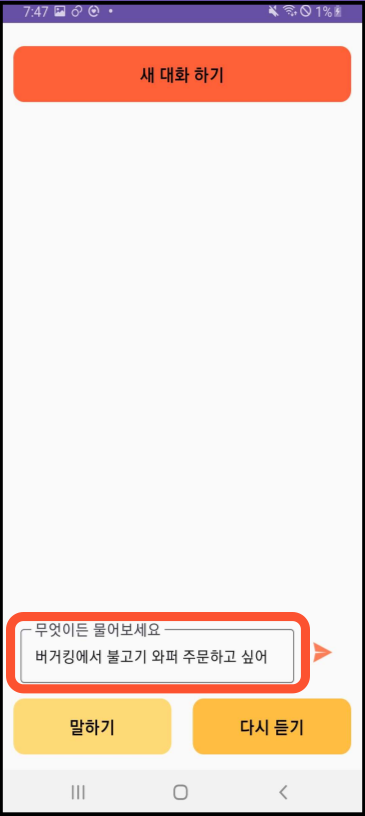 7:47
1%
새 대화 하기
무엇이든 물어보세요
버거킹에서 불고기 와퍼 주문하고 싶어
말하기
다시 듣기